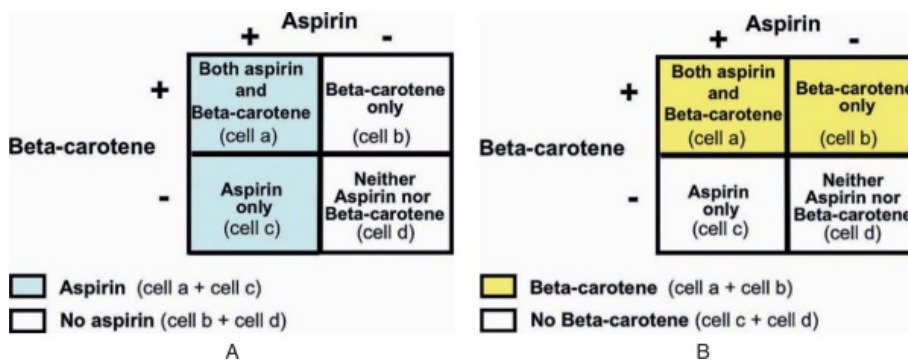 Aspirin
+ -
+
Both aspirin
and
Beta-carotene
(cell a)
Beta-carotene
only
(cell b)
Beta-carotene
-
Aspirin
only
(cell c)
Neither
Aspirin nor
Beta-carotene
(cell d)
Aspirin (cell a + cell c)
No aspirin (cell b + cell d)
A
Aspirin
+ -
+
Both aspirin
and
Beta-carotene
(cell a)
Beta-carotene
only
(cell b)
Beta-carotene
-
Aspirin
only
(cell c)
Neither
Aspirin nor
Beta-carotene
(cell d)
Beta-carotene (cell a + cell b)
No Beta-carotene (cell c + cell d)
B